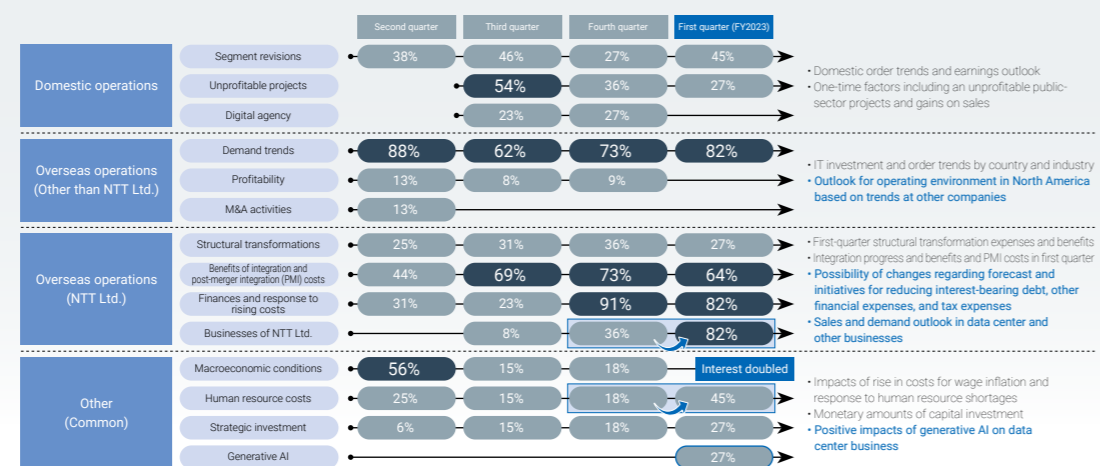 Second quarter
Third quarter
Fourth quarter
First quarter (FY2023)
Domestic operations
Segment revisions
38%
46%
27%
45%
Unprofitable projects
54%
36%
27%
Digital agency
23%
27%
• Domestic order trends and earnings outlook
• One-time factors including an unprofitable public-
sector projects and gains on sales
Overseas operations
(Other than NTT Ltd.)
Demand trends
88%
62%
73%
82%
Profitability
13%
8%
9%
M&A activities
13%
• IT investment and order trends by country and industry
• Outlook for operating environment in North America
based on trends at other companies
Overseas operations
(NTT Ltd.)
Structural transformations
25%
31%
36%
27%
Benefits of integration and
post-merger integration (PMI) costs
44%
69%
73%
64%
Finances and response to
rising costs
31%
23%
91%
82%
Businesses of NTT Ltd.
8%
36%
82%
• First-quarter structural transformation expenses and benefits
• Integration progress and benefits and PMI costs in first quarter
• Possibility of changes regarding forecast and
initiatives for reducing interest-bearing debt, other
financial expenses, and tax expenses
• Sales and demand outlook in data center and
other businesses
Other
(Common)
Macroeconomic conditions
56%
15%
18%
Interest doubled
Human resource costs
25%
15%
18%
45%
Strategic investment
6%
15%
18%
27%
Generative AI
27%
• Impacts of rise in costs for wage inflation and
response to human resource shortages
• Monetary amounts of capital investment
• Positive impacts of generative AI on data
center business